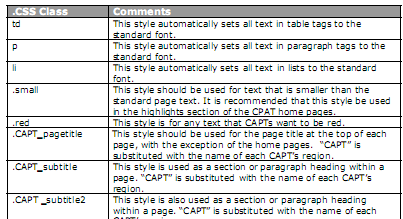 .CSS Class Comments
td This style automatically sets all text in table tags to the
standard font.
p This style automatically sets all text in paragraph tags to the
standard font.
li This style automatically sets all text in lists to the standard
font.
.small This style should be used for text that is smaller than the
standard page text. It is recommended that this style be used
in the highlights section of the CPAT home pages.
.red This style is for any text that CAPTs want to be red.
.CAPT_pagetitle This style should be used for the page title at the top of each
page, with the exception of the home pages. “CAPT” is
substituted with the name of each CAPT’s region.
.CAPT_subtitle This style is used as a section or paragraph heading within a
page. “CAPT” is substituted with the name of each CAPT’s
region.
.CAPT _subtitle2 This style is also used as a section or paragraph heading
within a page. “CAPT” is substituted with the name of each